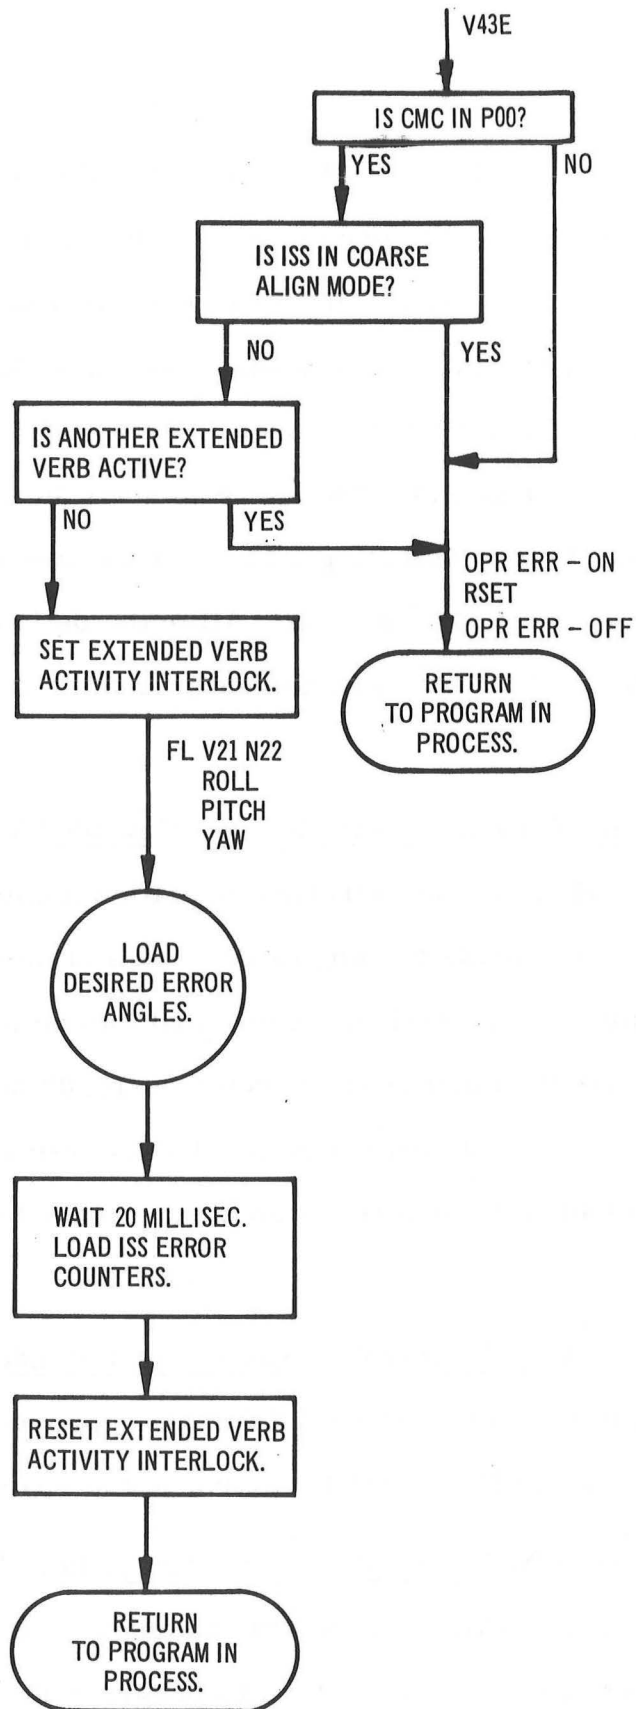 V43E
IS CMC IN P00?
YES
NO
IS ISS IN COARSE
ALIGN MODE?
NO
YES
IS ANOTHER EXTENDED
VERB ACTIVE?
NO
YES
OPR ERR – ON
RSET
OPR ERR – OFF
SET EXTENDED VERB
ACTIVITY INTERLOCK.
RETURN
TO PROGRAM IN
PROCESS.
FL V21 N22
ROLL
PITCH
YAW
LOAD
DESIRED ERROR
ANGLES.
WAIT 20 MILLISEC.
LOAD ISS ERROR
COUNTERS.
RESET EXTENDED VERB
ACTIVITY INTERLOCK.
RETURN
TO PROGRAM IN
PROCESS.